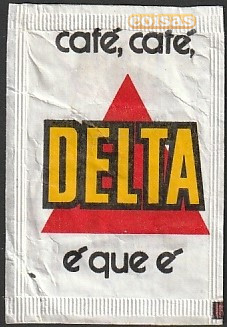 coisas
café, café,
DELTA
é que é